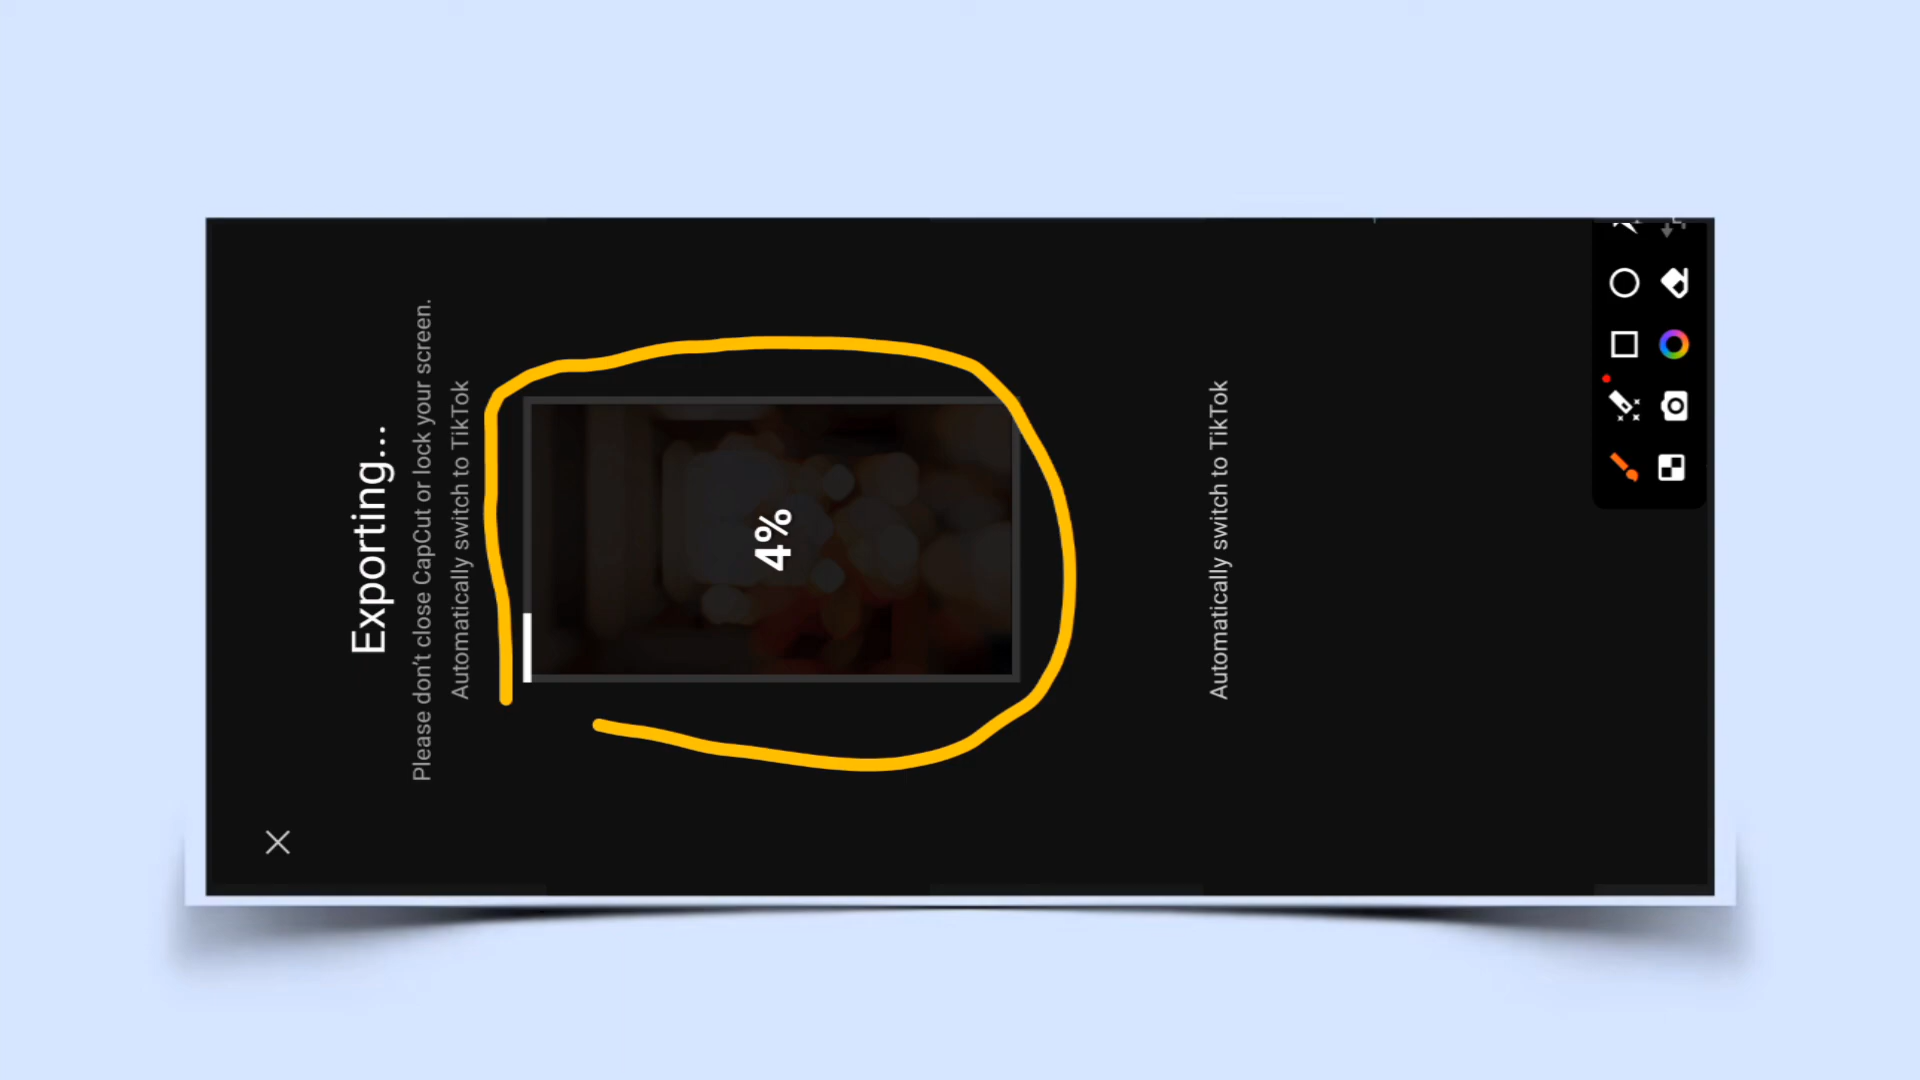 Exporting...
Please don't close CapCut or lock your screen.
Automatically switch to TikTok
4%
Automatically switch to TikTok